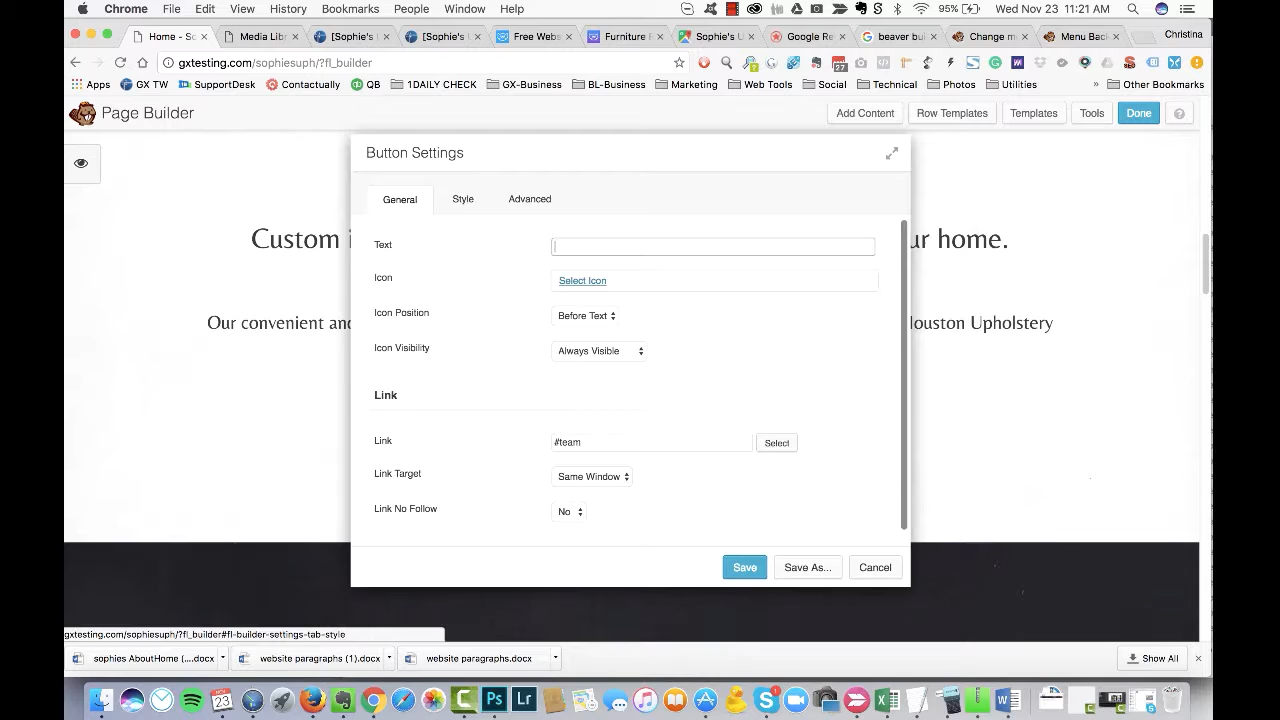 Chrome File Edit View History Bookmarks People Window Help 95% Wed Nov 23 11:21 AM
Home - So Media Libr [Sophie's [Sophie's Free Webs Furniture F Sophie's U Google Re beaver bui Change m Menu Back Christina
gxtesting.com/sophiesuph/?fl_builder 27
Apps GX TW SupportDesk Contactually QB 1DAILY CHECK GX-Business BL-Business Marketing Web Tools Social Technical Photos Utilities » Other Bookmarks
Page Builder Add Content Row Templates Templates Tools Done ?
Button Settings
General Style Advanced
Text
Custom i ur home.
Icon Select Icon
Icon Position Before Text
Our convenient and Houston Upholstery
Icon Visibility Always Visible
Link
Link #team Select
Link Target Same Window
Link No Follow No
Save Save As... Cancel
gxtesting.com/sophiesuph/?fl_builder#fl-builder-settings-tab-style
sophies AboutHome (....docx website paragraphs (1).docx website paragraphs.docx Show All